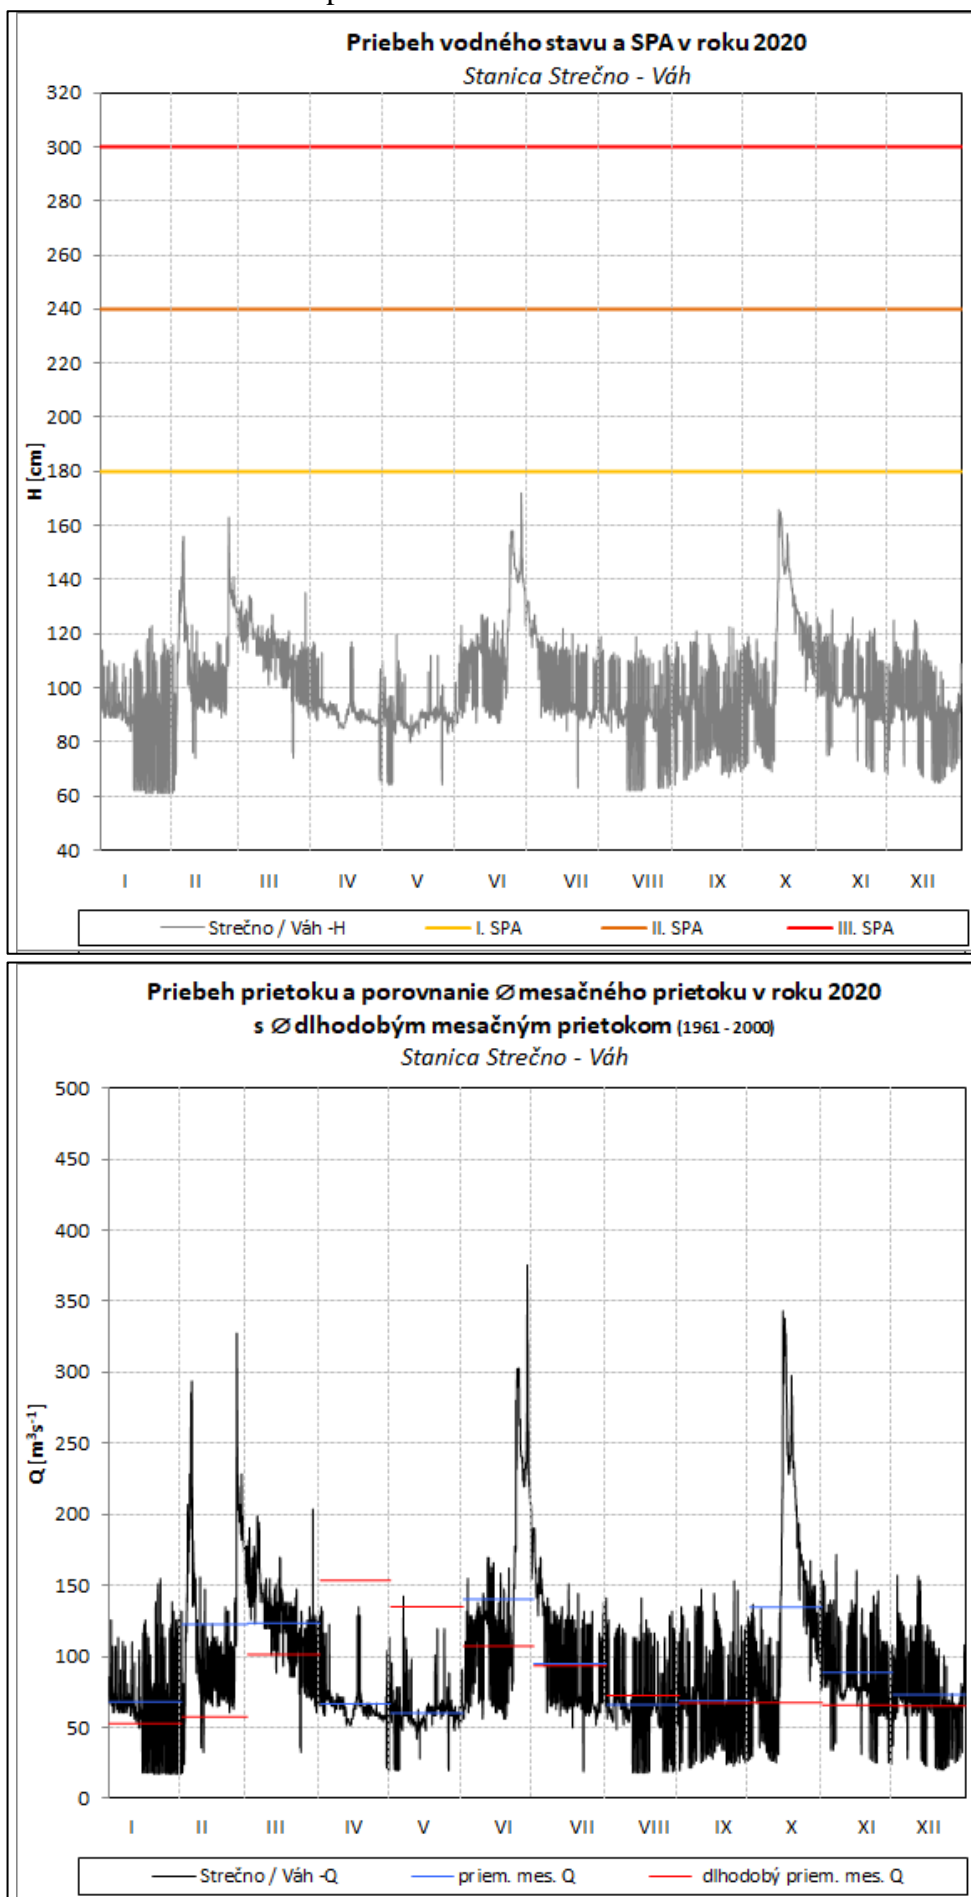 Priebeh vodného stavu a SPA v roku 2020
Stanica Strečno - Váh
H [cm]
320
300
280
260
240
220
200
180
160
140
120
100
80
60
40
I II III IV V VI VII VIII IX X XI XII
Strečno / Váh -H I. SPA II. SPA III. SPA
Priebeh prietoku a porovnanie Ø mesačného prietoku v roku 2020
s Ø dlhodobým mesačným prietokom (1961 - 2000)
Stanica Strečno - Váh
Q [m³s⁻¹]
500
450
400
350
300
250
200
150
100
50
0
I II III IV V VI VII VIII IX X XI XII
Strečno / Váh -Q priem. mes. Q dlhodobý priem. mes. Q